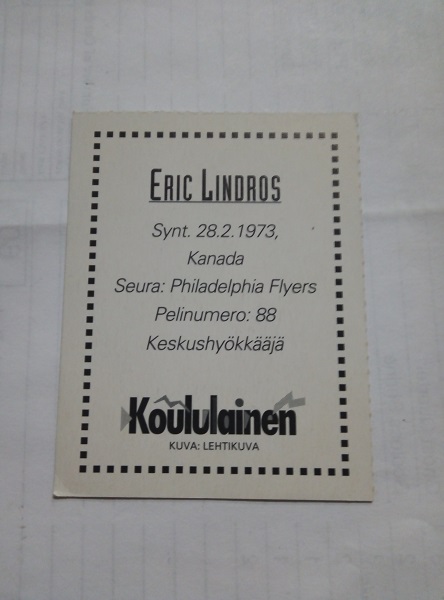 ERIC LINDROS
Synt. 28.2.1973,
Kanada
Seura: Philadelphia Flyers
Pelinumero: 88
Keskushyökkääjä
Koululainen
KUVA: LEHTIKUVA